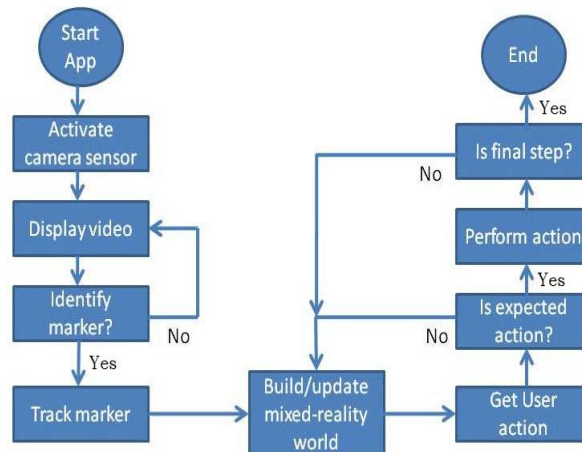 Start
App
Activate
camera sensor
Display video
Identify
marker?
No
Yes
Track marker
Build/update
mixed-reality
world
Get User
action
Is expected
action?
No
Yes
Perform action
Is final step?
No
Yes
End